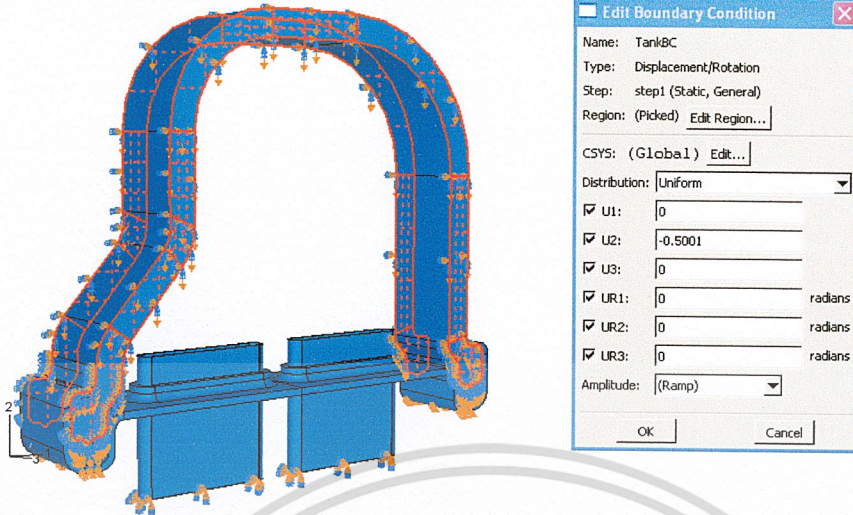 Edit Boundary Condition
Name: TankBC
Type: Displacement/Rotation
Step: step1 (Static, General)
Region: (Picked) Edit Region...
CSYS: (Global) Edit...
Distribution: Uniform
U1: 0
U2: -0.5001
U3: 0
UR1: 0 radians
UR2: 0 radians
UR3: 0 radians
Amplitude: (Ramp)
OK Cancel
2
3